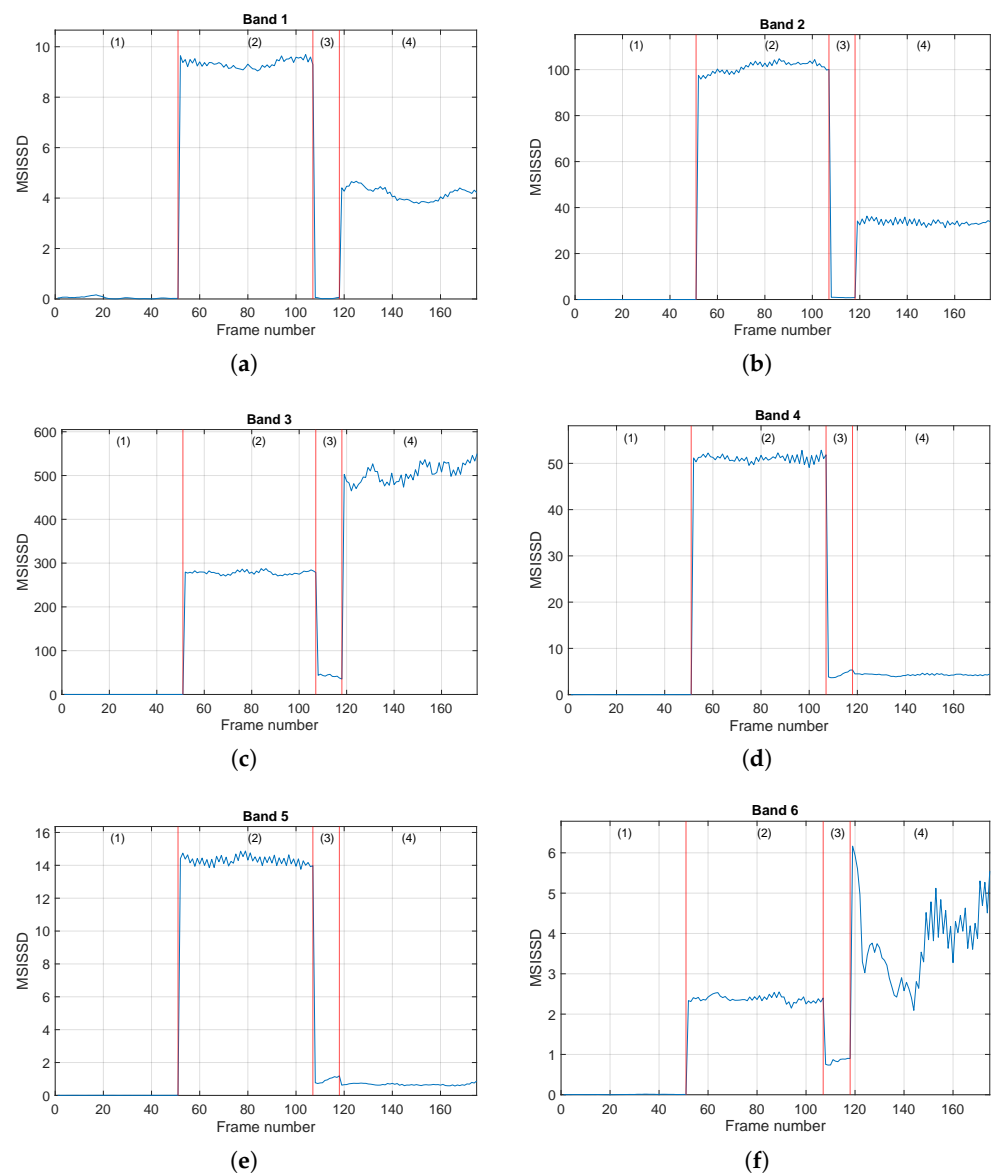 Band 1
(1) (2) (3) (4)
10
8
6
4
2
0
MSISSD
0 20 40 60 80 100 120 140 160
Frame number
(a)
Band 2
(1) (2) (3) (4)
100
80
60
40
20
0
MSISSD
0 20 40 60 80 100 120 140 160
Frame number
(b)
Band 3
(1) (2) (3) (4)
600
500
400
300
200
100
0
MSISSD
0 20 40 60 80 100 120 140 160
Frame number
(c)
Band 4
(1) (2) (3) (4)
50
40
30
20
10
0
MSISSD
0 20 40 60 80 100 120 140 160
Frame number
(d)
Band 5
(1) (2) (3) (4)
16
14
12
10
8
6
4
2
0
MSISSD
0 20 40 60 80 100 120 140 160
Frame number
(e)
Band 6
(1) (2) (3) (4)
6
5
4
3
2
1
0
MSISSD
0 20 40 60 80 100 120 140 160
Frame number
(f)